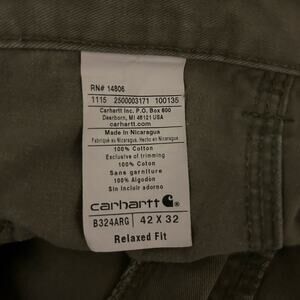 RN# 14806
1115 2500003171 100135
Carhartt Inc. P.O. Box 600
Dearborn, MI 48121 USA
carhartt.com
Made in Nicaragua
Fabriqué au Nicaragua. Hecho en Nicaragua
100% Cotton
Exclusive of trimming
100% Coton
Sans garniture
100% Algodón
Sin incluir adorno
carhartt
B324ARG 42 X 32
Relaxed Fit